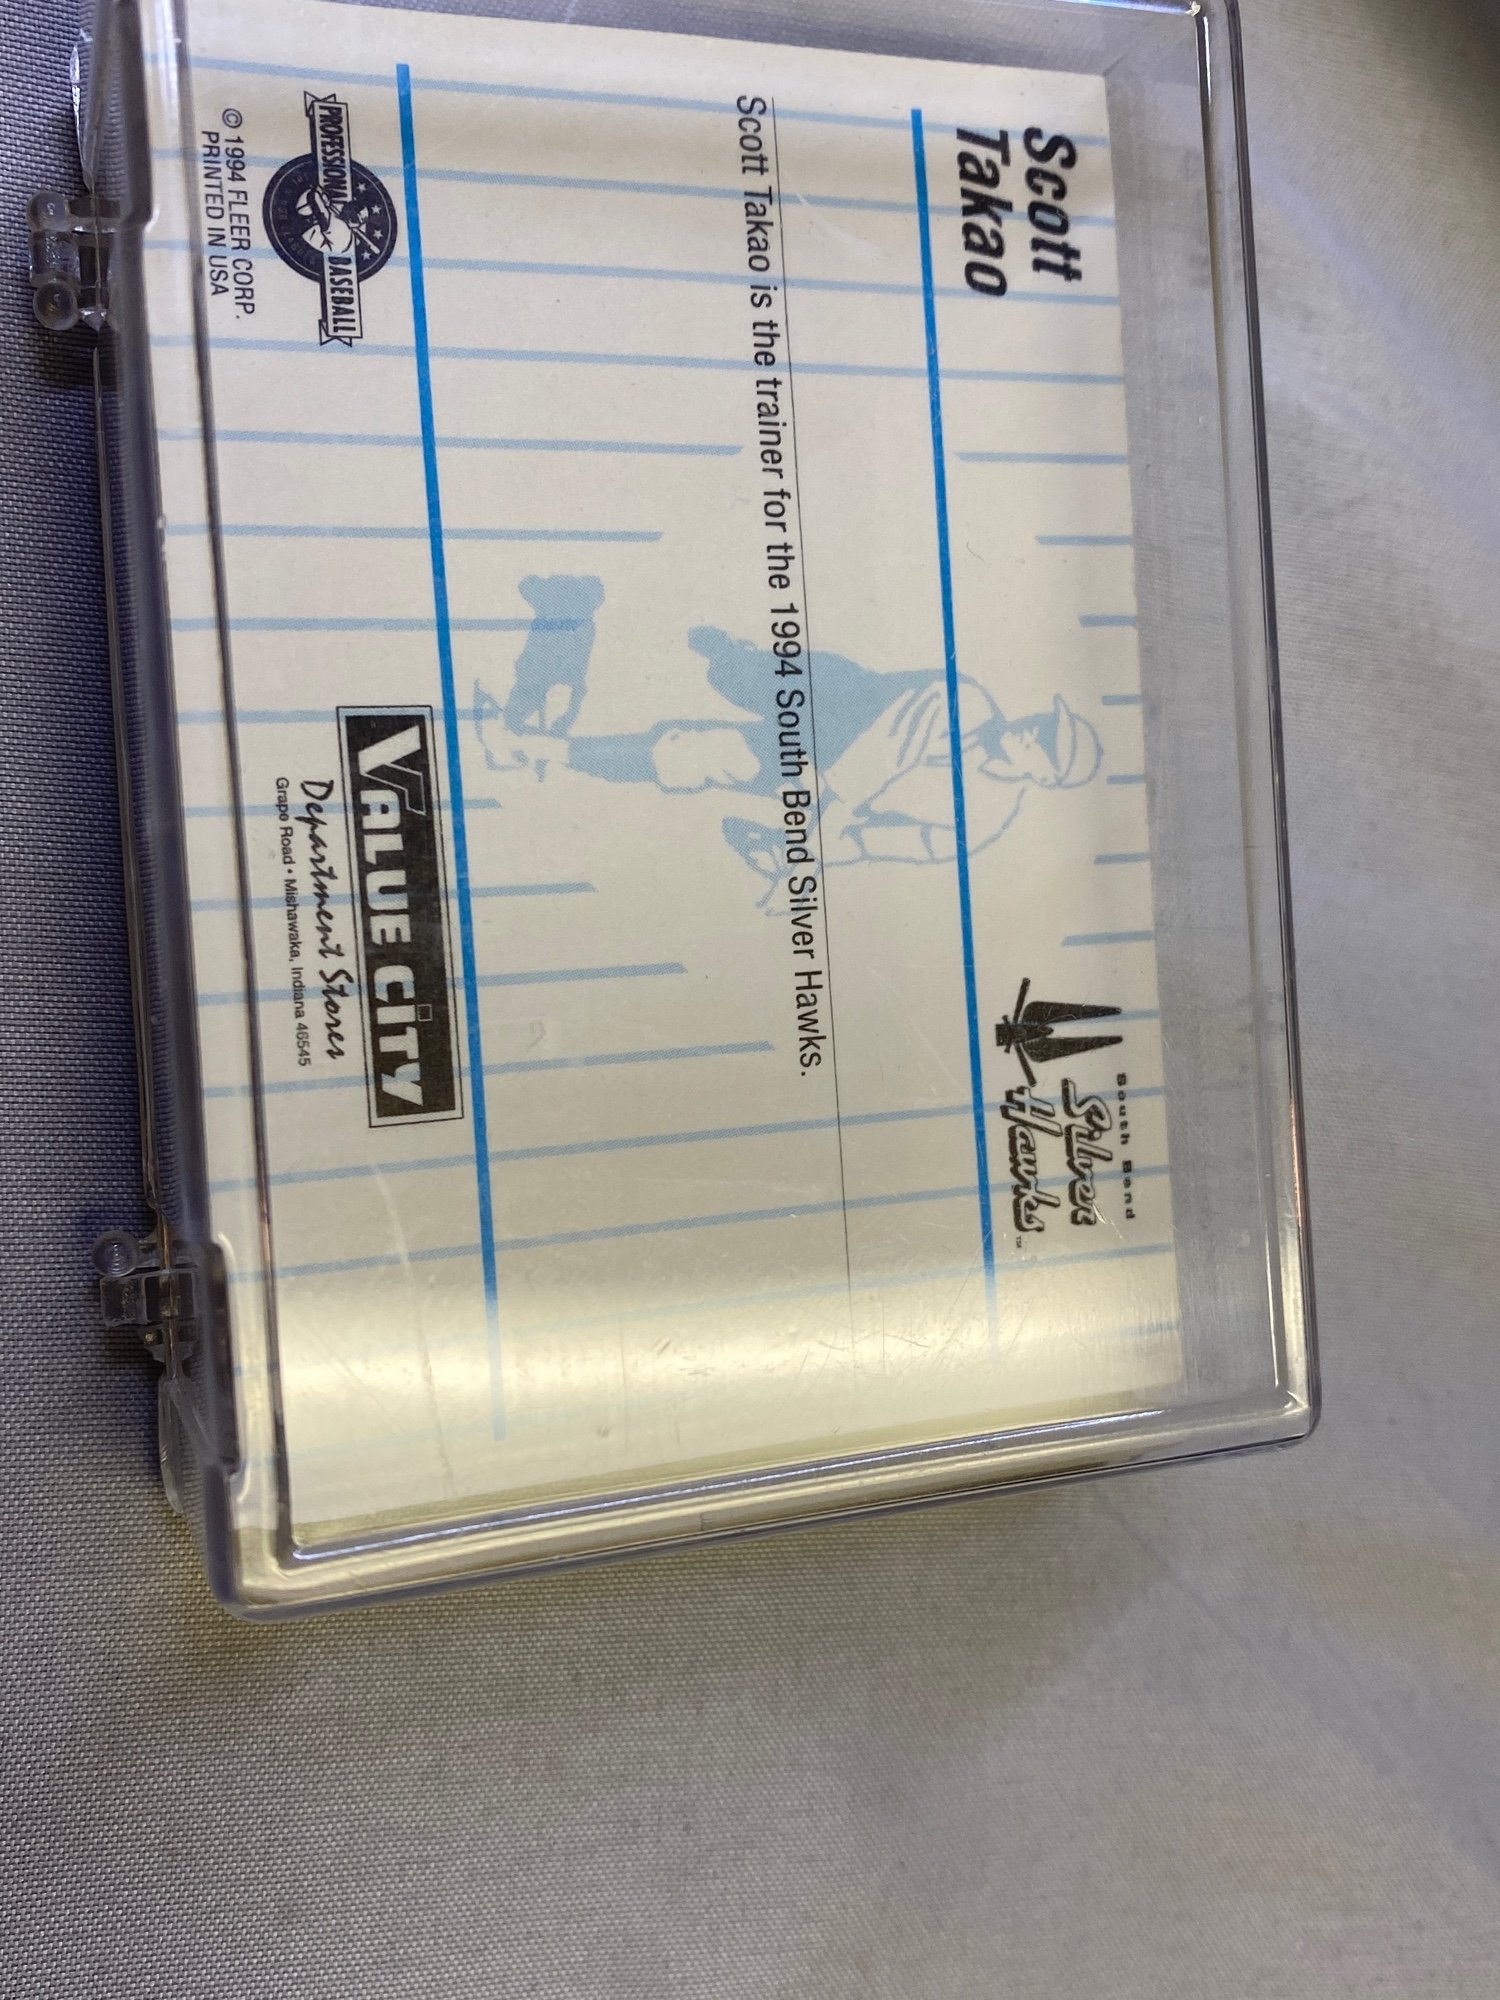 Scott
Takao
South Bend
Silver
Hawks™
Scott Takao is the trainer for the 1994 South Bend Silver Hawks.
PROFESSIONAL BASEBALL
© 1994 FLEER CORP.
PRINTED IN USA
VALUE CITY
Department Stores
Grape Road • Mishawaka, Indiana 46545